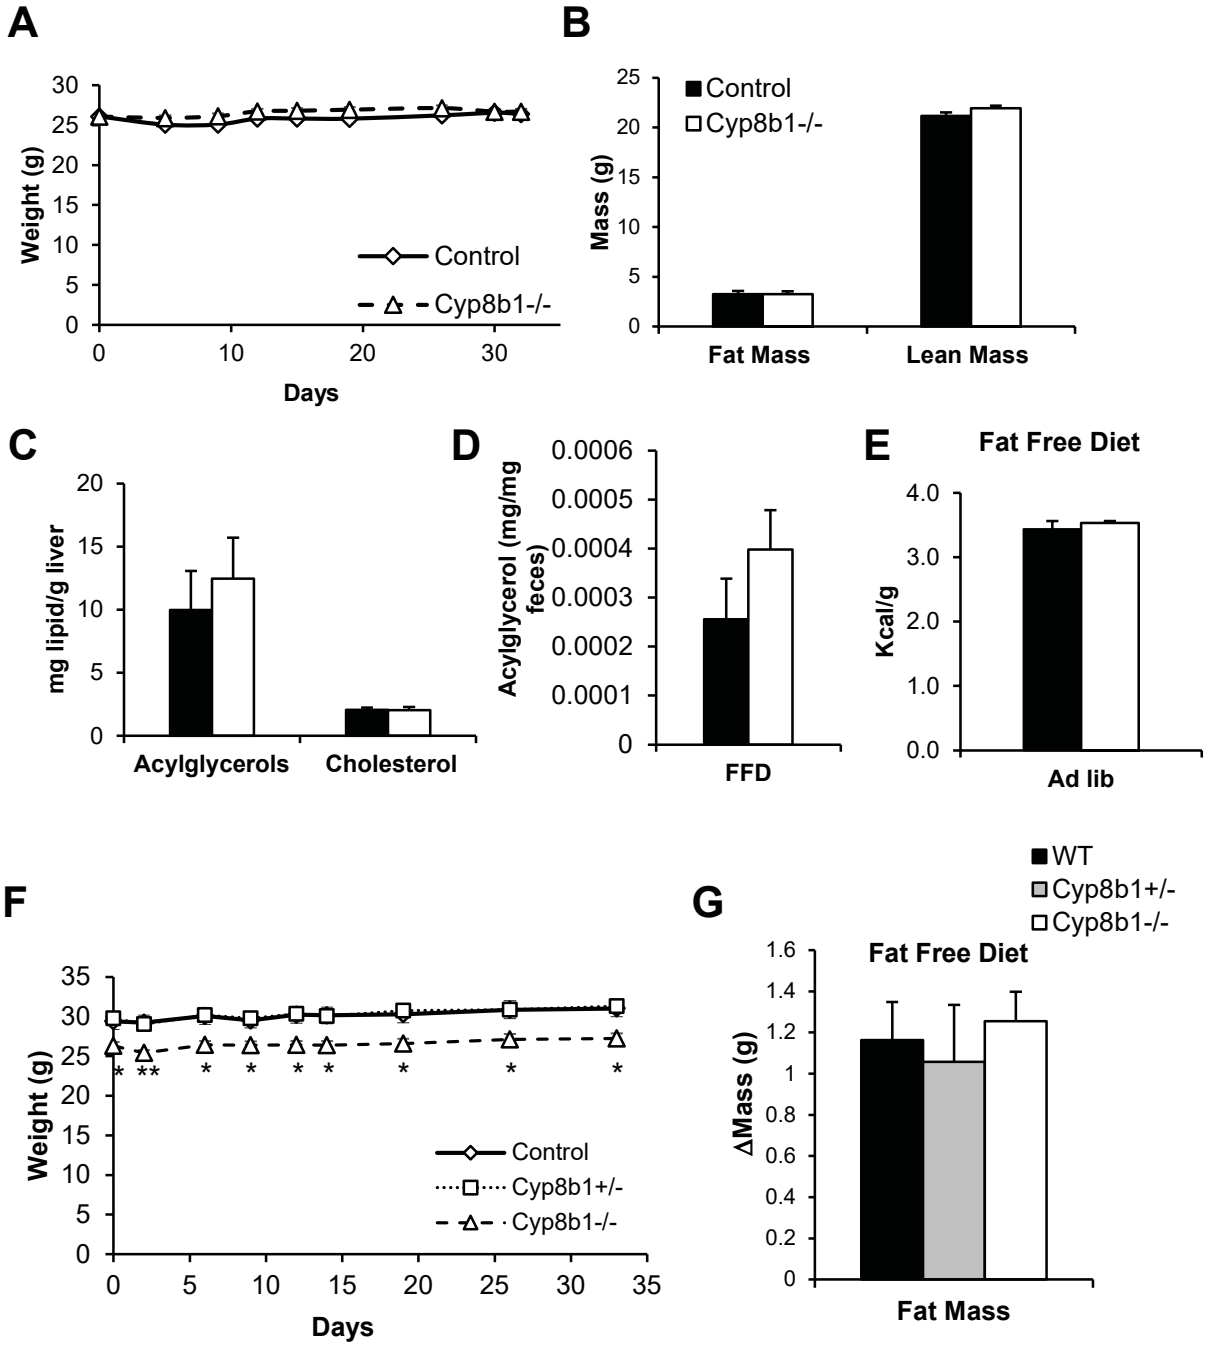 A
30
25
20
15
10
5
0
Weight (g)
Control
Cyp8b1-/-
0 10 20 30
Days
B
25
20
15
10
5
0
Mass (g)
Control
Cyp8b1-/-
Fat Mass Lean Mass
C
20
15
10
5
0
mg lipid/g liver
Acylglycerols Cholesterol
D
0.0006
0.0005
0.0004
0.0003
0.0002
0.0001
0
Acylglycerol (mg/mg
feces)
FFD
E
Fat Free Diet
4.0
3.0
2.0
1.0
0.0
Kcal/g
Ad lib
F
35
30
25
20
15
10
5
0
Weight (g)
* ** * * * * * * *
Control
Cyp8b1+/-
Cyp8b1-/-
0 5 10 15 20 25 30 35
Days
G
WT
Cyp8b1+/-
Cyp8b1-/-
Fat Free Diet
1.6
1.4
1.2
1
0.8
0.6
0.4
0.2
0
ΔMass (g)
Fat Mass